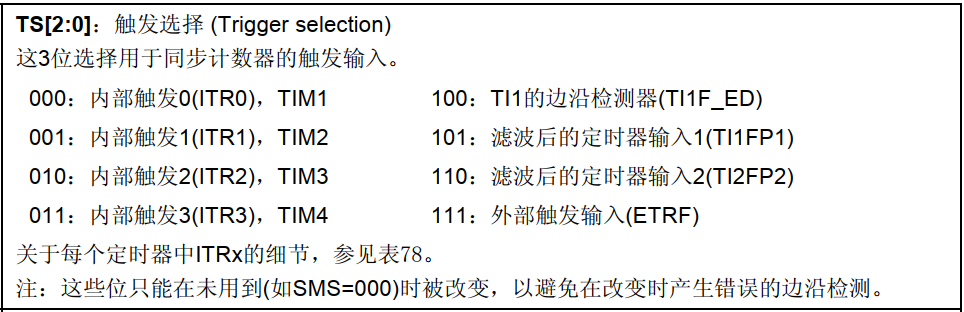 TS[2:0]：触发选择 (Trigger selection)
这3位选择用于同步计数器的触发输入。
000：内部触发0(ITR0)，TIM1 100：TI1的边沿检测器(TI1F_ED)
001：内部触发1(ITR1)，TIM2 101：滤波后的定时器输入1(TI1FP1)
010：内部触发2(ITR2)，TIM3 110：滤波后的定时器输入2(TI2FP2)
011：内部触发3(ITR3)，TIM4 111：外部触发输入(ETRF)
关于每个定时器中ITRx的细节，参见表78。
注：这些位只能在未用到(如SMS=000)时被改变，以避免在改变时产生错误的边沿检测。